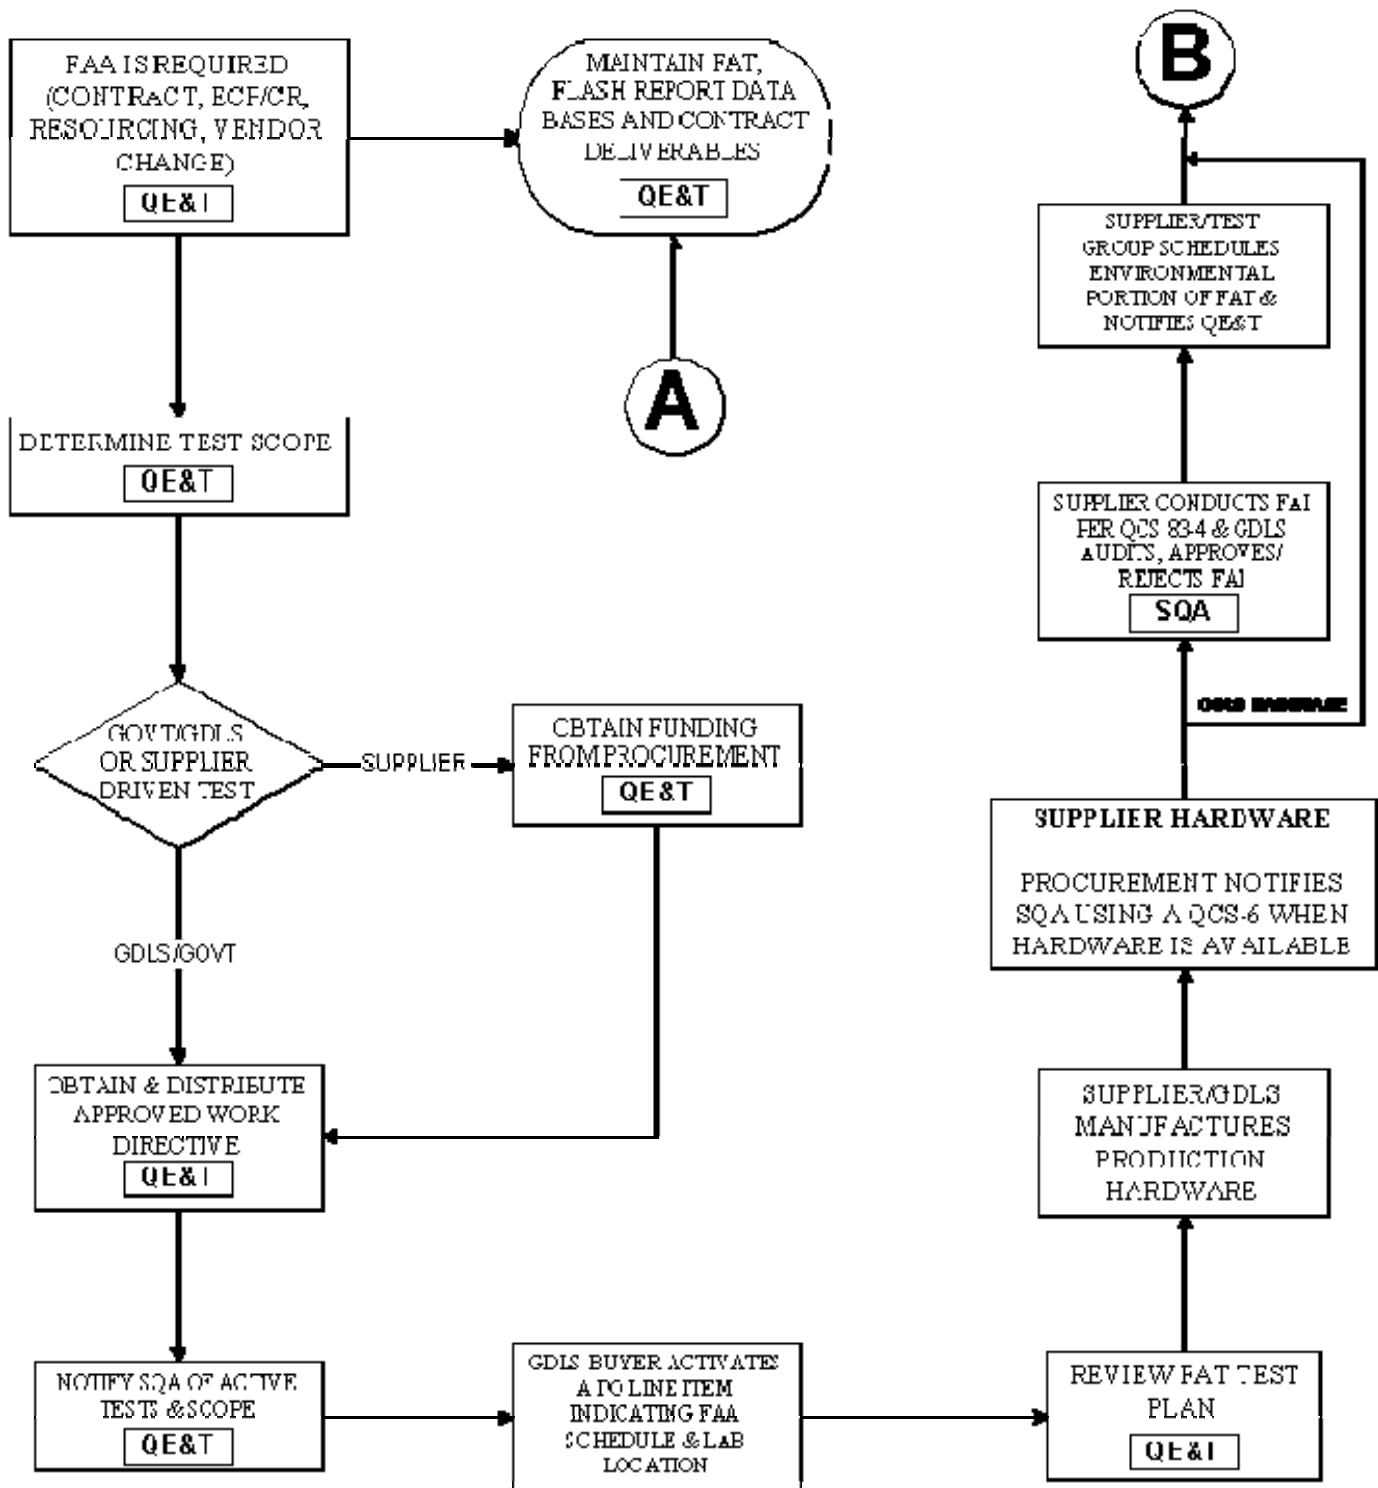 FAA IS REQUIRED
(CONTRACT, ECP/CR,
RESOURCING, VENDOR
CHANGE)
QE&T
MAINTAIN FAT,
FLASH REPORT DATA
BASES AND CONTRACT
DELIVERABLES
QE&T
A
DETERMINE TEST SCOPE
QE&T
GOVT/GDLS
OR SUPPLIER
DRIVEN TEST
SUPPLIER
OBTAIN FUNDING
FROM PROCUREMENT
QE&T
GDLS/GOVT
OBTAIN & DISTRIBUTE
APPROVED WORK
DIRECTIVE
QE&T
NOTIFY SQA OF ACTIVE
TESTS & SCOPE
QE&T
GDLS BUYER ACTIVATES
A PO LINE ITEM
INDICATING FAA
SCHEDULE & LAB
LOCATION
REVIEW FAT TEST
PLAN
QE&T
SUPPLIER/GDLS
MANUFACTURES
PRODUCTION
HARDWARE
SUPPLIER HARDWARE
PROCUREMENT NOTIFIES
SQA USING A QCS-6 WHEN
HARDWARE IS AVAILABLE
HARDWARE
SUPPLIER CONDUCTS FAI
PER QCS 83-4 & GDLS
AUDITS, APPROVES/
REJECTS FAI
SQA
SUPPLIER/TEST
GROUP SCHEDULES
ENVIRONMENTAL
PORTION OF FAT &
NOTIFIES QE&T
B